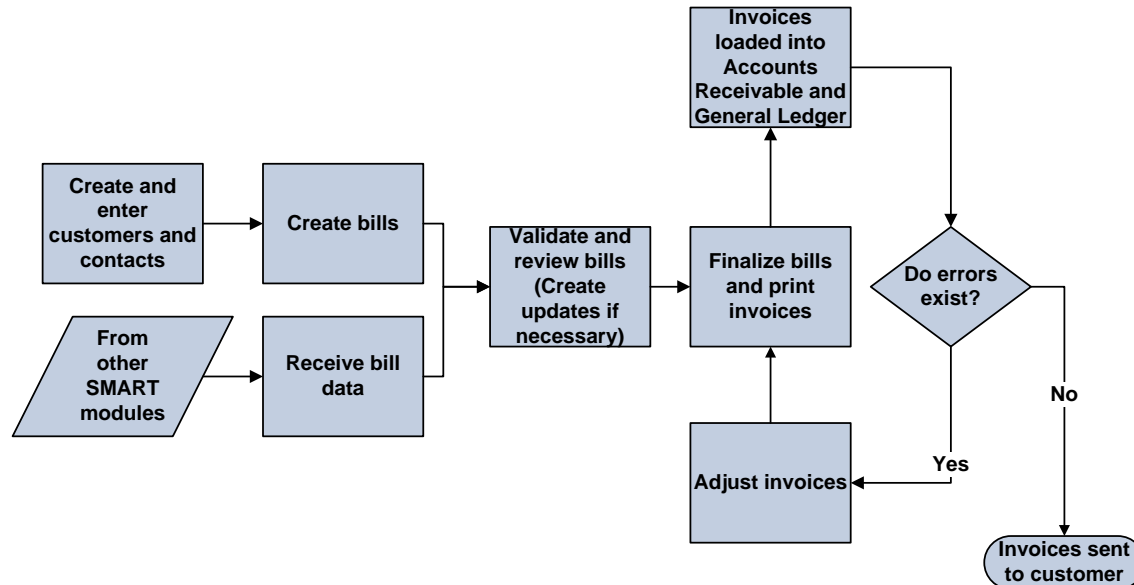 Invoices
loaded into
Accounts
Receivable and
General Ledger
Create and
enter
customers and
contacts
Create bills
Validate and
review bills
(Create
updates if
necessary)
Finalize bills
and print
invoices
Do errors
exist?
From
other
SMART
modules
Receive bill
data
No
Yes
Adjust invoices
Invoices sent
to customer